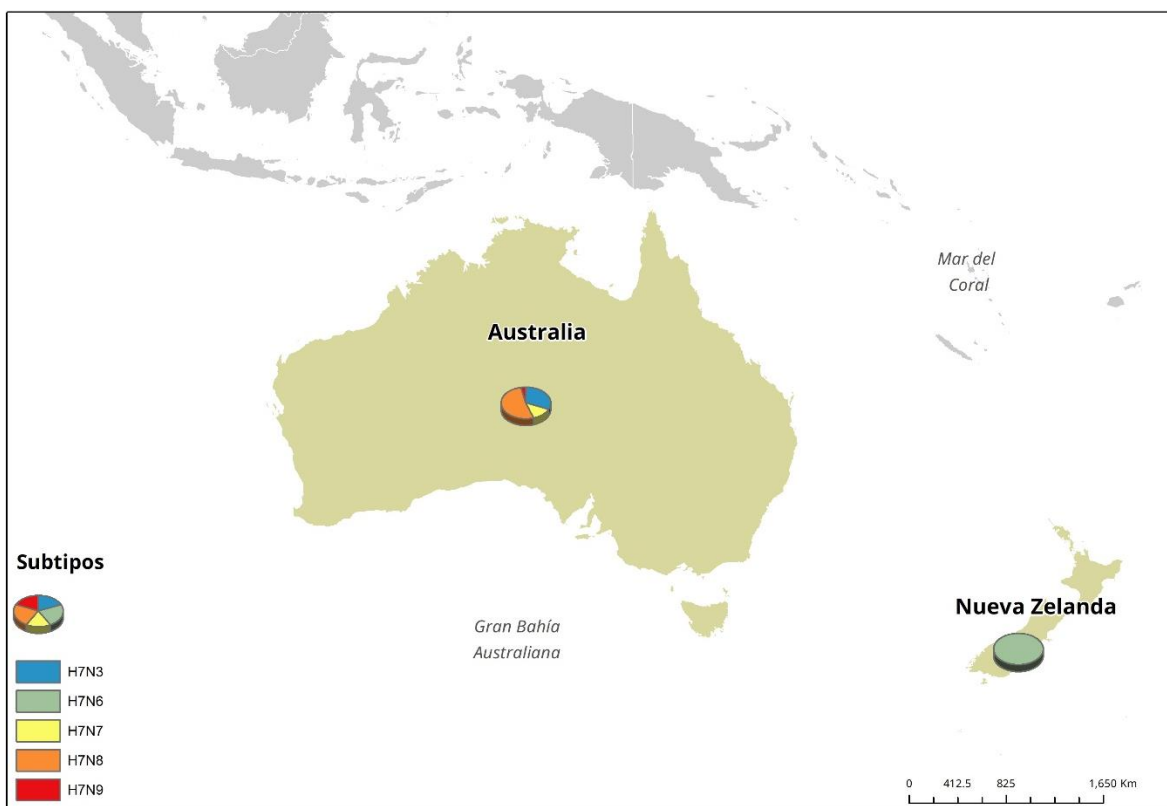 Australia
Mar del
Coral
Nueva Zelanda
Gran Bahía
Australiana
Subtipos
H7N3
H7N6
H7N7
H7N8
H7N9
0 412.5 825 1,650 Km